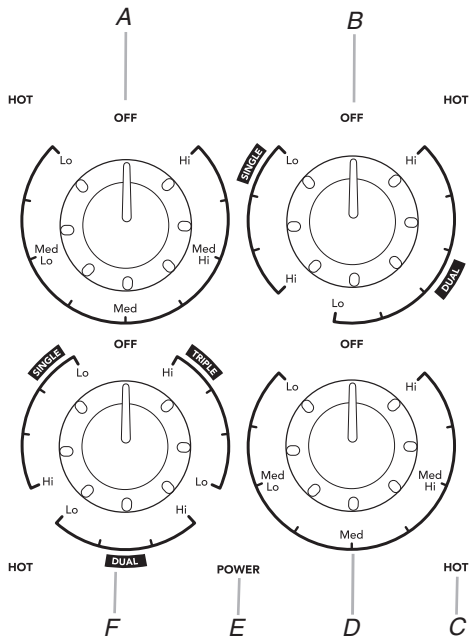 A B
HOT HOT
OFF OFF
Lo Hi SINGLE Lo Hi
Med Lo Med Hi DUAL
Hi
Med Lo
OFF OFF
SINGLE Lo Hi TRIPLE Lo Hi
Hi Lo Med Lo Med Hi
Lo Hi
Med
DUAL
HOT POWER HOT
F E D C